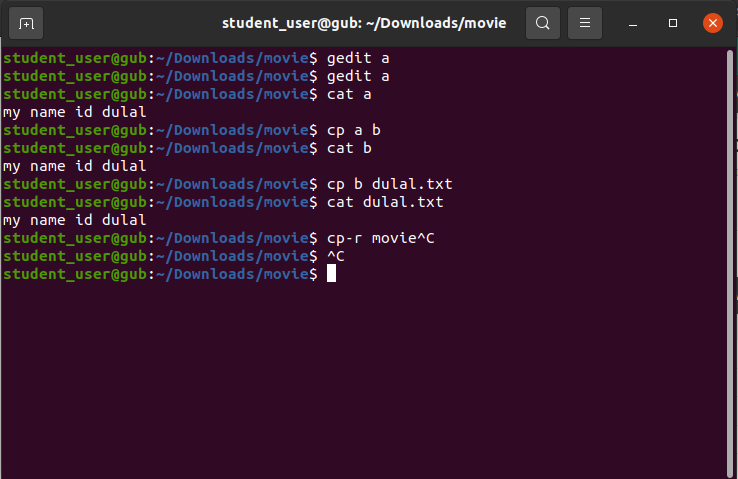 student_user@gub: ~/Downloads/movie
student_user@gub:~/Downloads/movie$ gedit a
student_user@gub:~/Downloads/movie$ gedit a
student_user@gub:~/Downloads/movie$ cat a
my name id dulal
student_user@gub:~/Downloads/movie$ cp a b
student_user@gub:~/Downloads/movie$ cat b
my name id dulal
student_user@gub:~/Downloads/movie$ cp b dulal.txt
student_user@gub:~/Downloads/movie$ cat dulal.txt
my name id dulal
student_user@gub:~/Downloads/movie$ cp-r movie^C
student_user@gub:~/Downloads/movie$ ^C
student_user@gub:~/Downloads/movie$